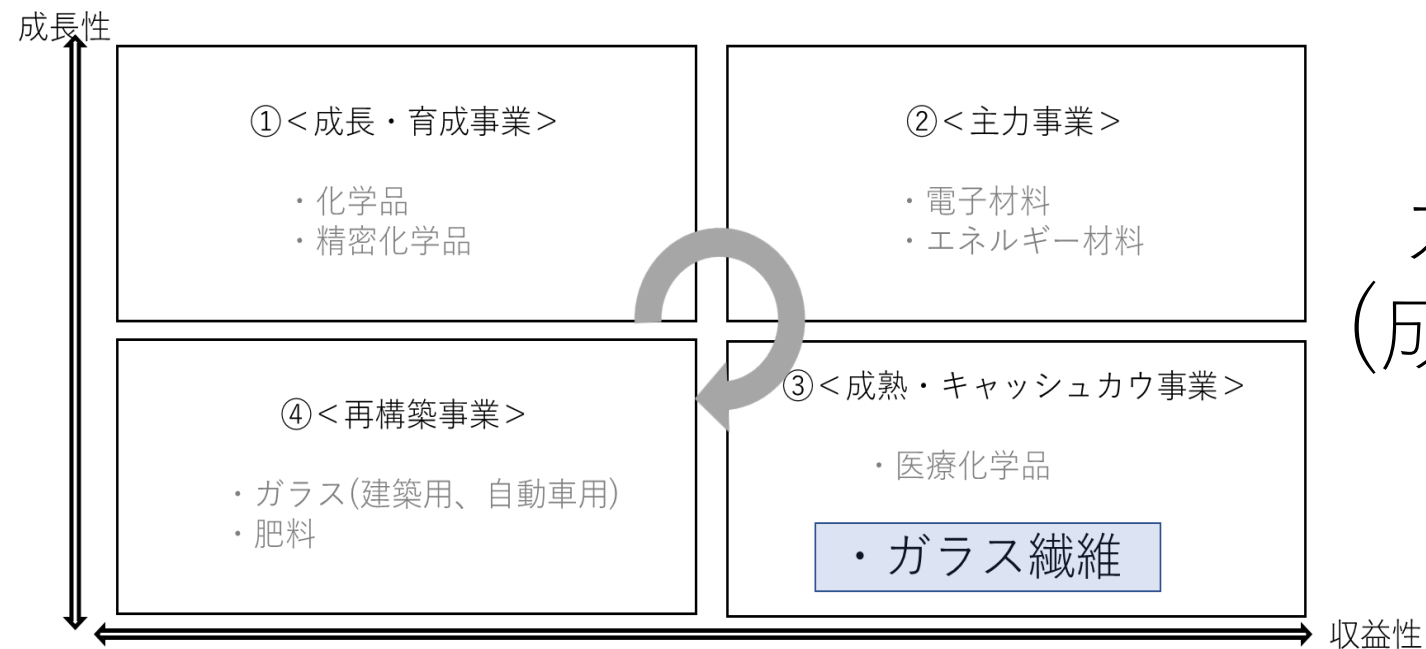 成長性
①＜成長・育成事業＞
・化学品
・精密化学品
②＜主力事業＞
・電子材料
・エネルギー材料
④＜再構築事業＞
・ガラス(建築用、自動車用)
・肥料
③＜成熟・キャッシュカウ事業＞
・医療化学品
・ガラス繊維
収益性